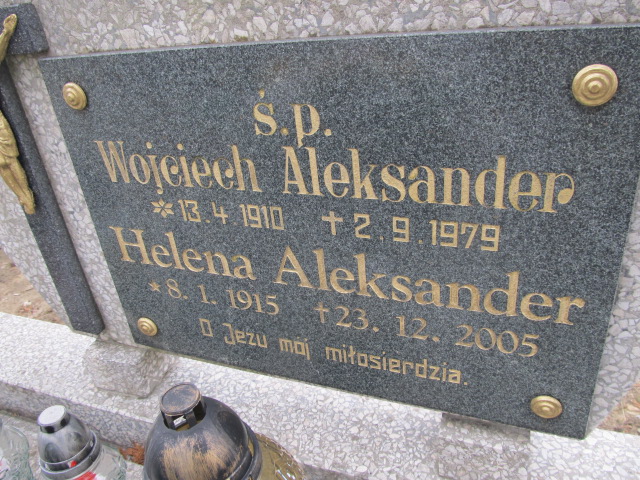 ś.p.
Wojciech Aleksander
* 13.4 1910 † 2.9.1979
Helena Aleksander
* 8.1.1915 † 23.12.2005
O Jezu mój miłosierdzia.